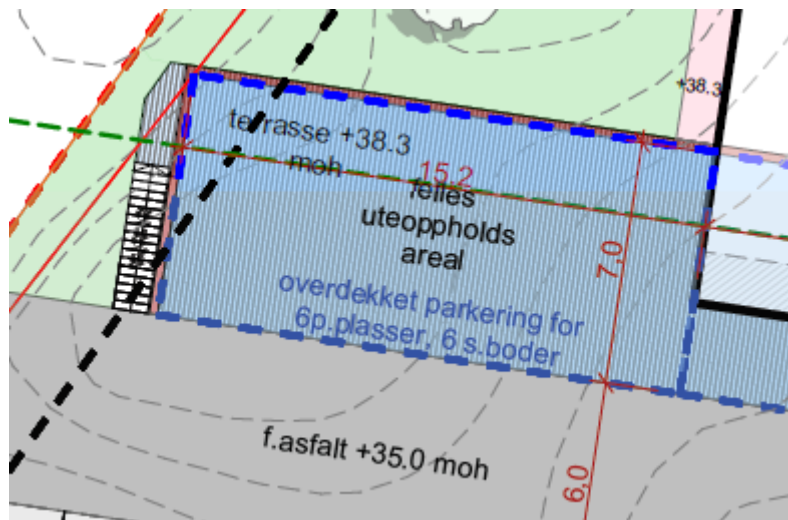 +38.3
terrasse +38.3
moh
15,2
felles
uteoppholds
areal
7,0
overdekket parkering for
6p.plasser, 6 s.boder
f.asfalt +35.0 moh
6,0